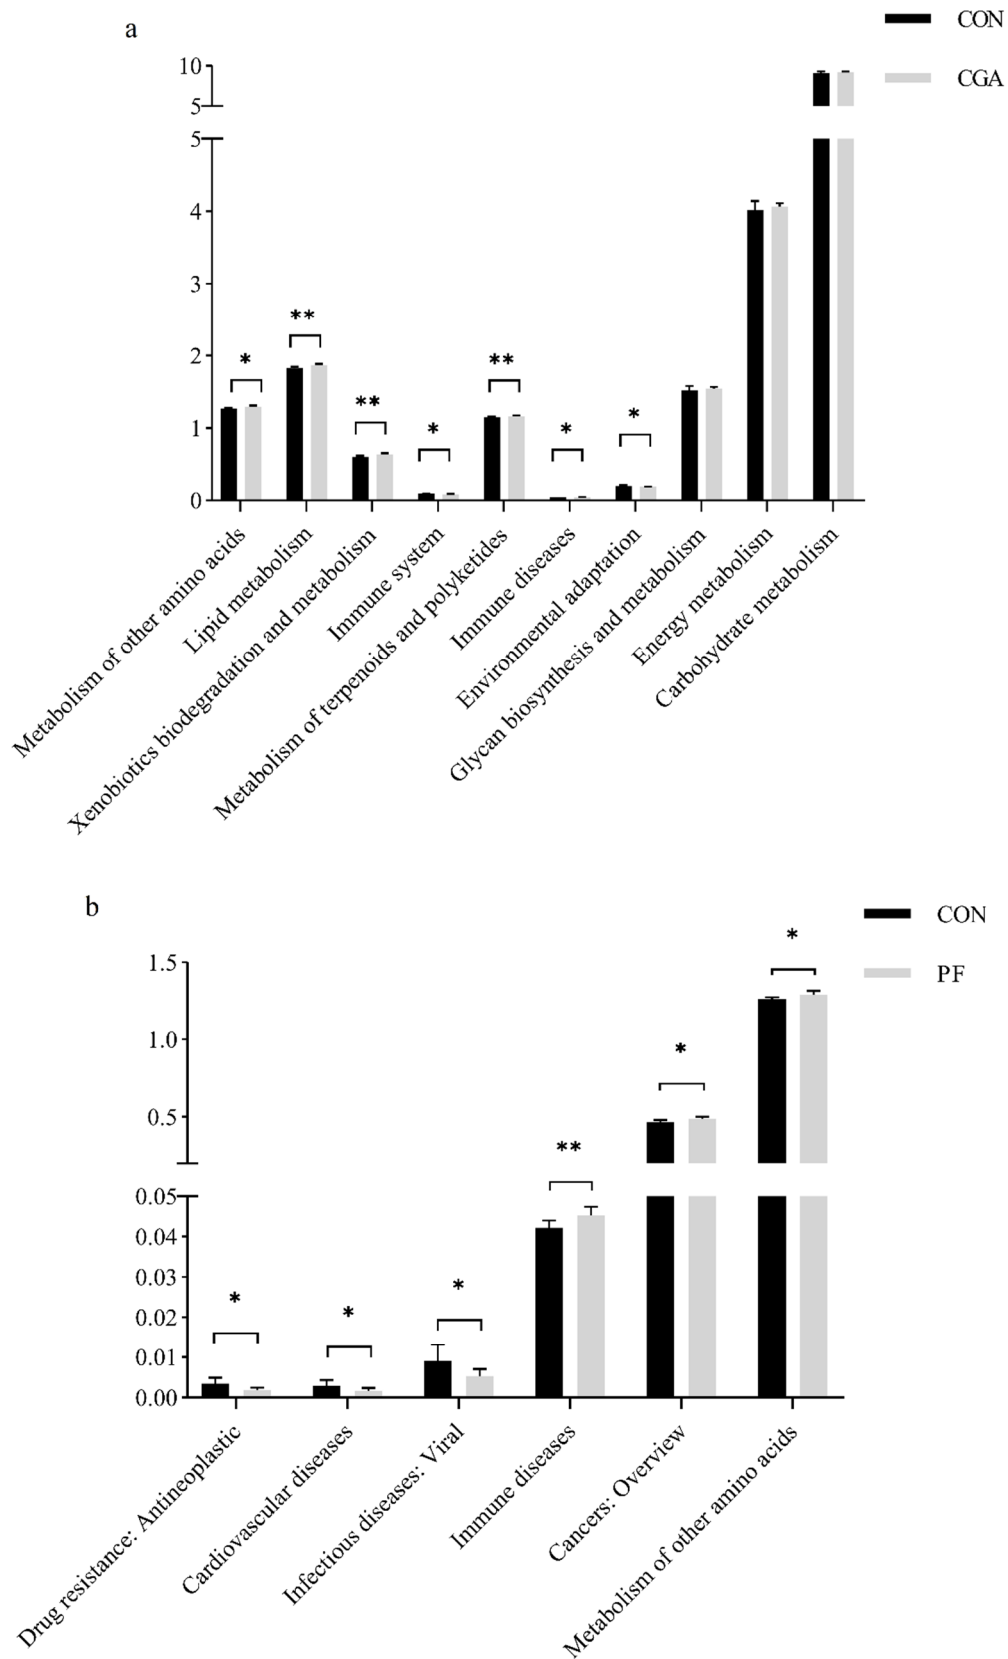 a
CON
CGA
10
5
5
4
3
2
1
0
*
**
**
*
**
*
*
Metabolism of other amino acids
Lipid metabolism
Xenobiotics biodegradation and metabolism
Immune system
Metabolism of terpenoids and polyketides
Immune diseases
Environmental adaptation
Glycan biosynthesis and metabolism
Energy metabolism
Carbohydrate metabolism
b
CON
PF
1.5
1.0
0.5
0.05
0.04
0.03
0.02
0.01
0.00
*
*
*
**
*
*
Drug resistance: Antineoplastic
Cardiovascular diseases
Infectious diseases: Viral
Immune diseases
Cancers: Overview
Metabolism of other amino acids